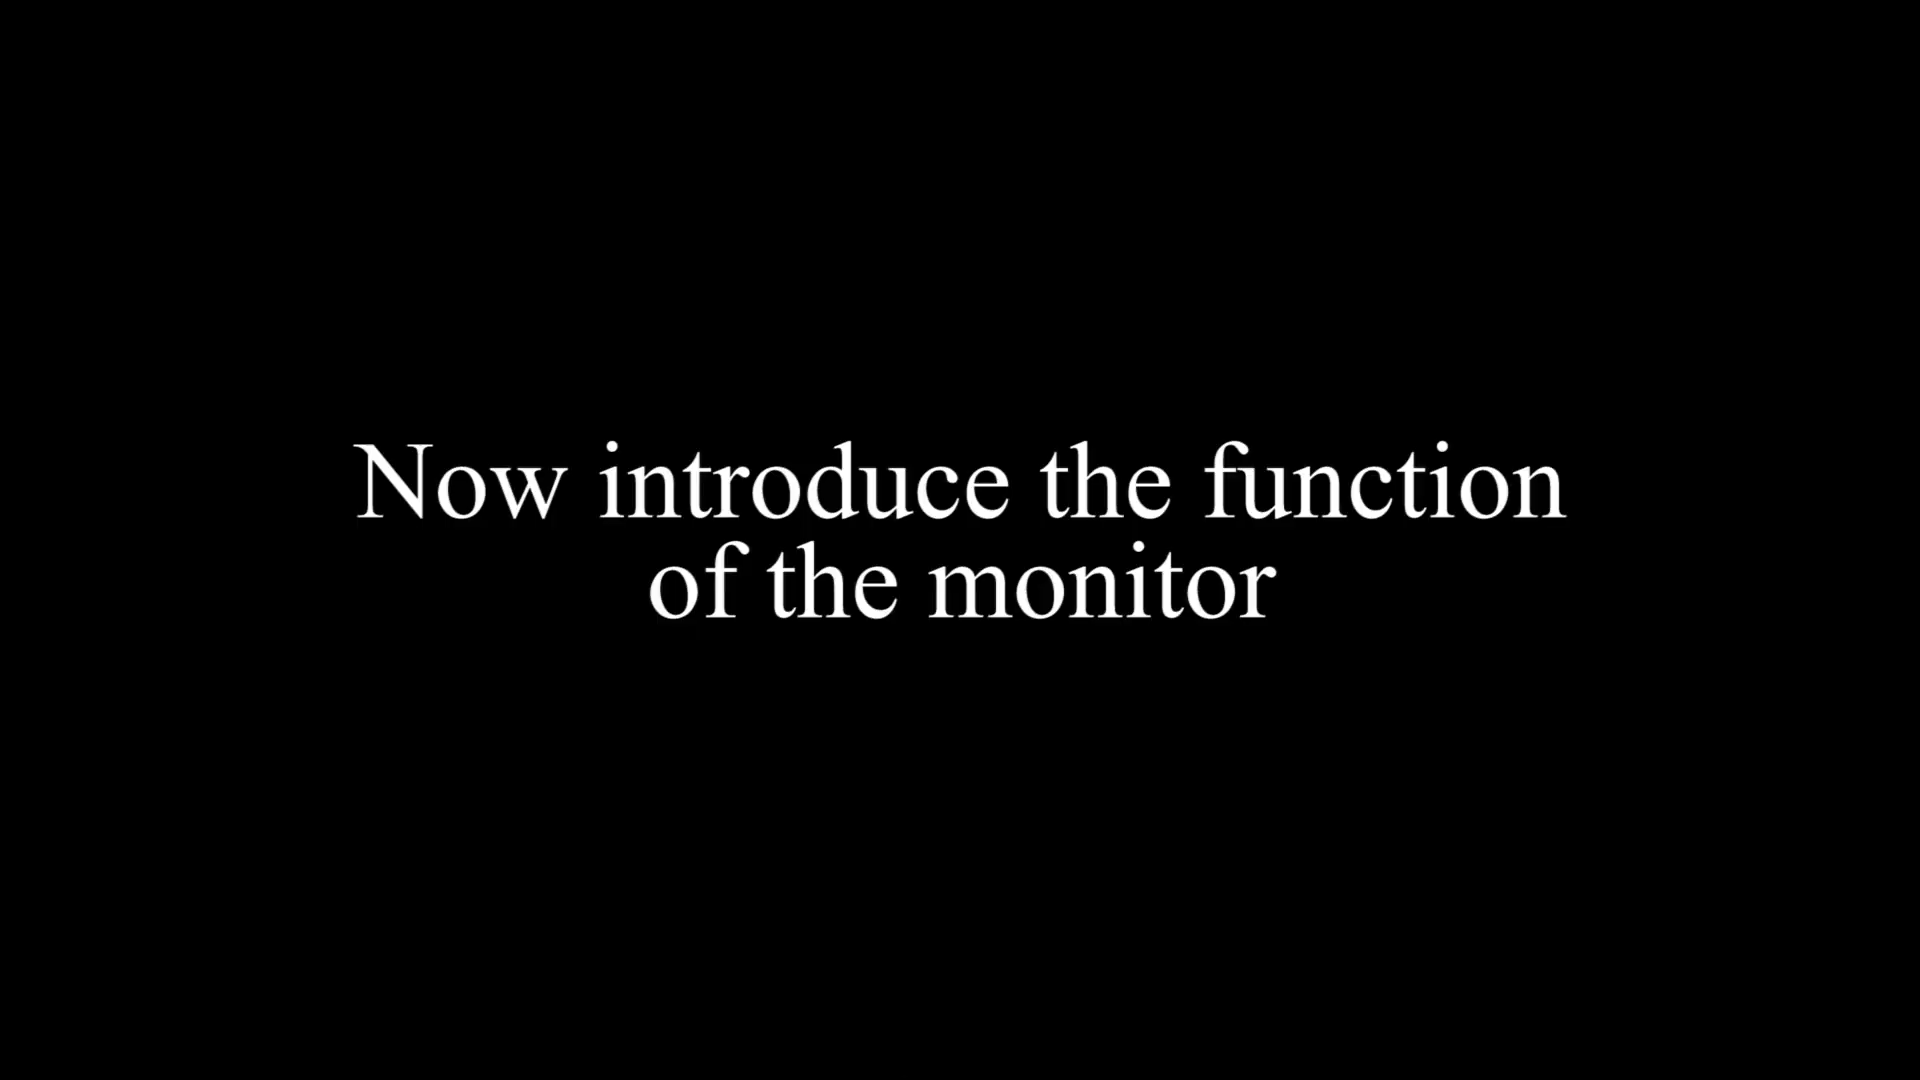 Now introduce the function
of the monitor